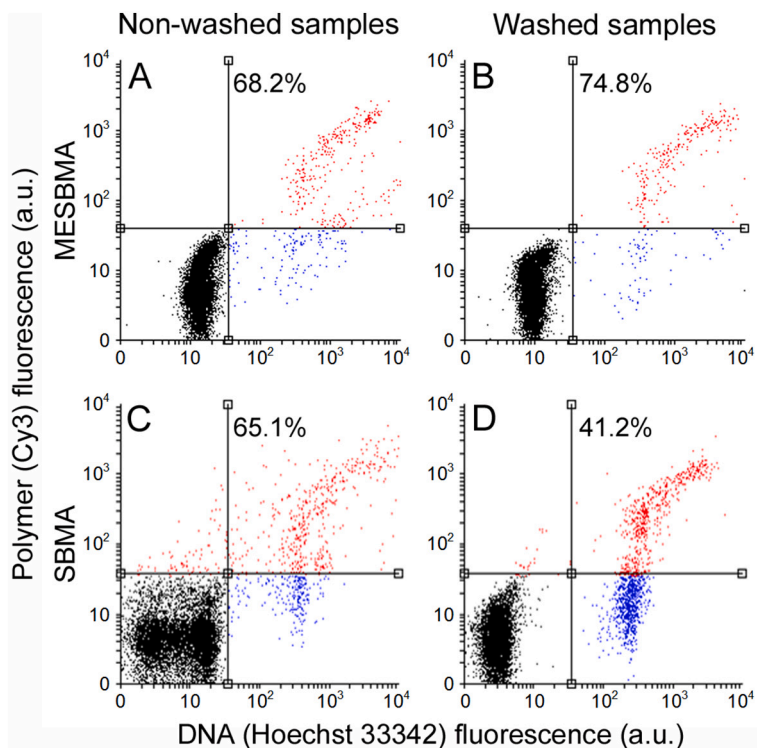 Non-washed samples Washed samples
A 68.2%
B 74.8%
10⁴ 10³ 10² 10 0
0 10 10² 10³ 10⁴
10⁴ 10³ 10² 10 0
0 10 10² 10³ 10⁴
MESBMA
C 65.1%
D 41.2%
10⁴ 10³ 10² 10 0
0 10 10² 10³ 10⁴
10⁴ 10³ 10² 10 0
0 10 10² 10³ 10⁴
SBMA
Polymer (Cy3) fluorescence (a.u.)
DNA (Hoechst 33342) fluorescence (a.u.)